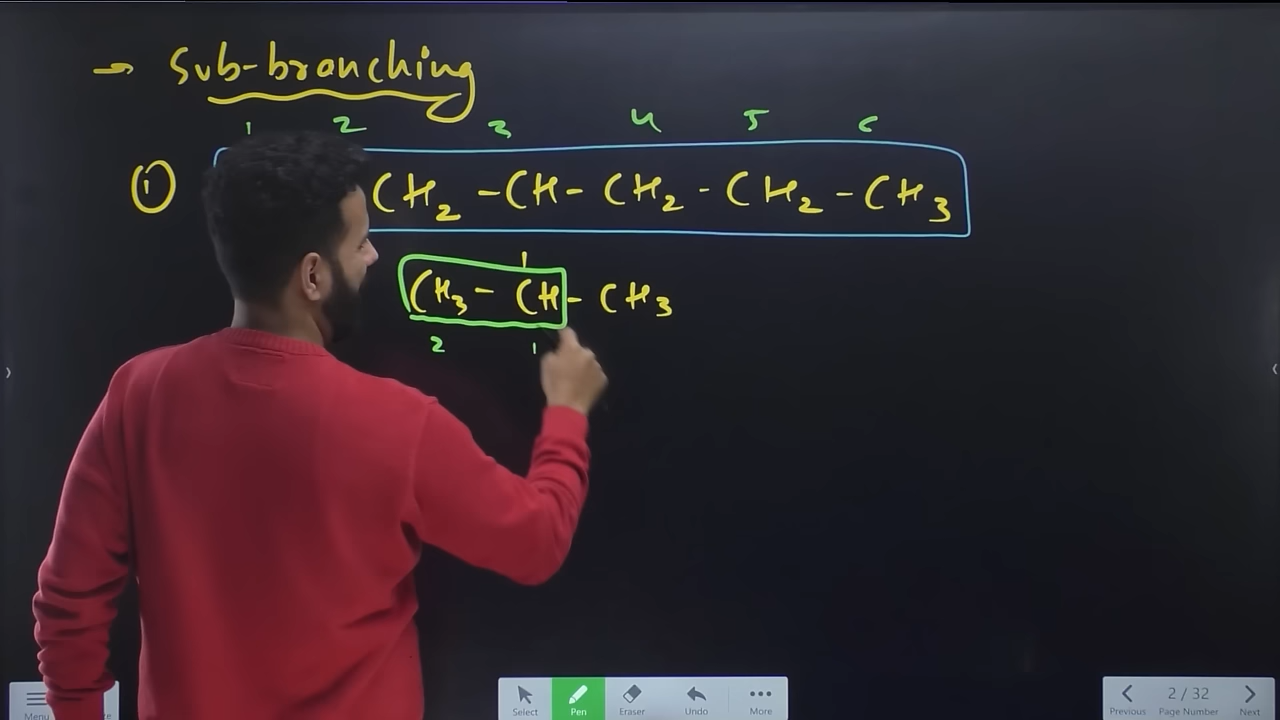 → Sub-branching
1 2 3 4 5 6
① CH₂ - CH - CH₂ - CH₂ - CH₃
CH₃ - CH - CH₃
2 1
Menu
Select Pen Eraser Undo More
2 / 32
Previous Page Number Next